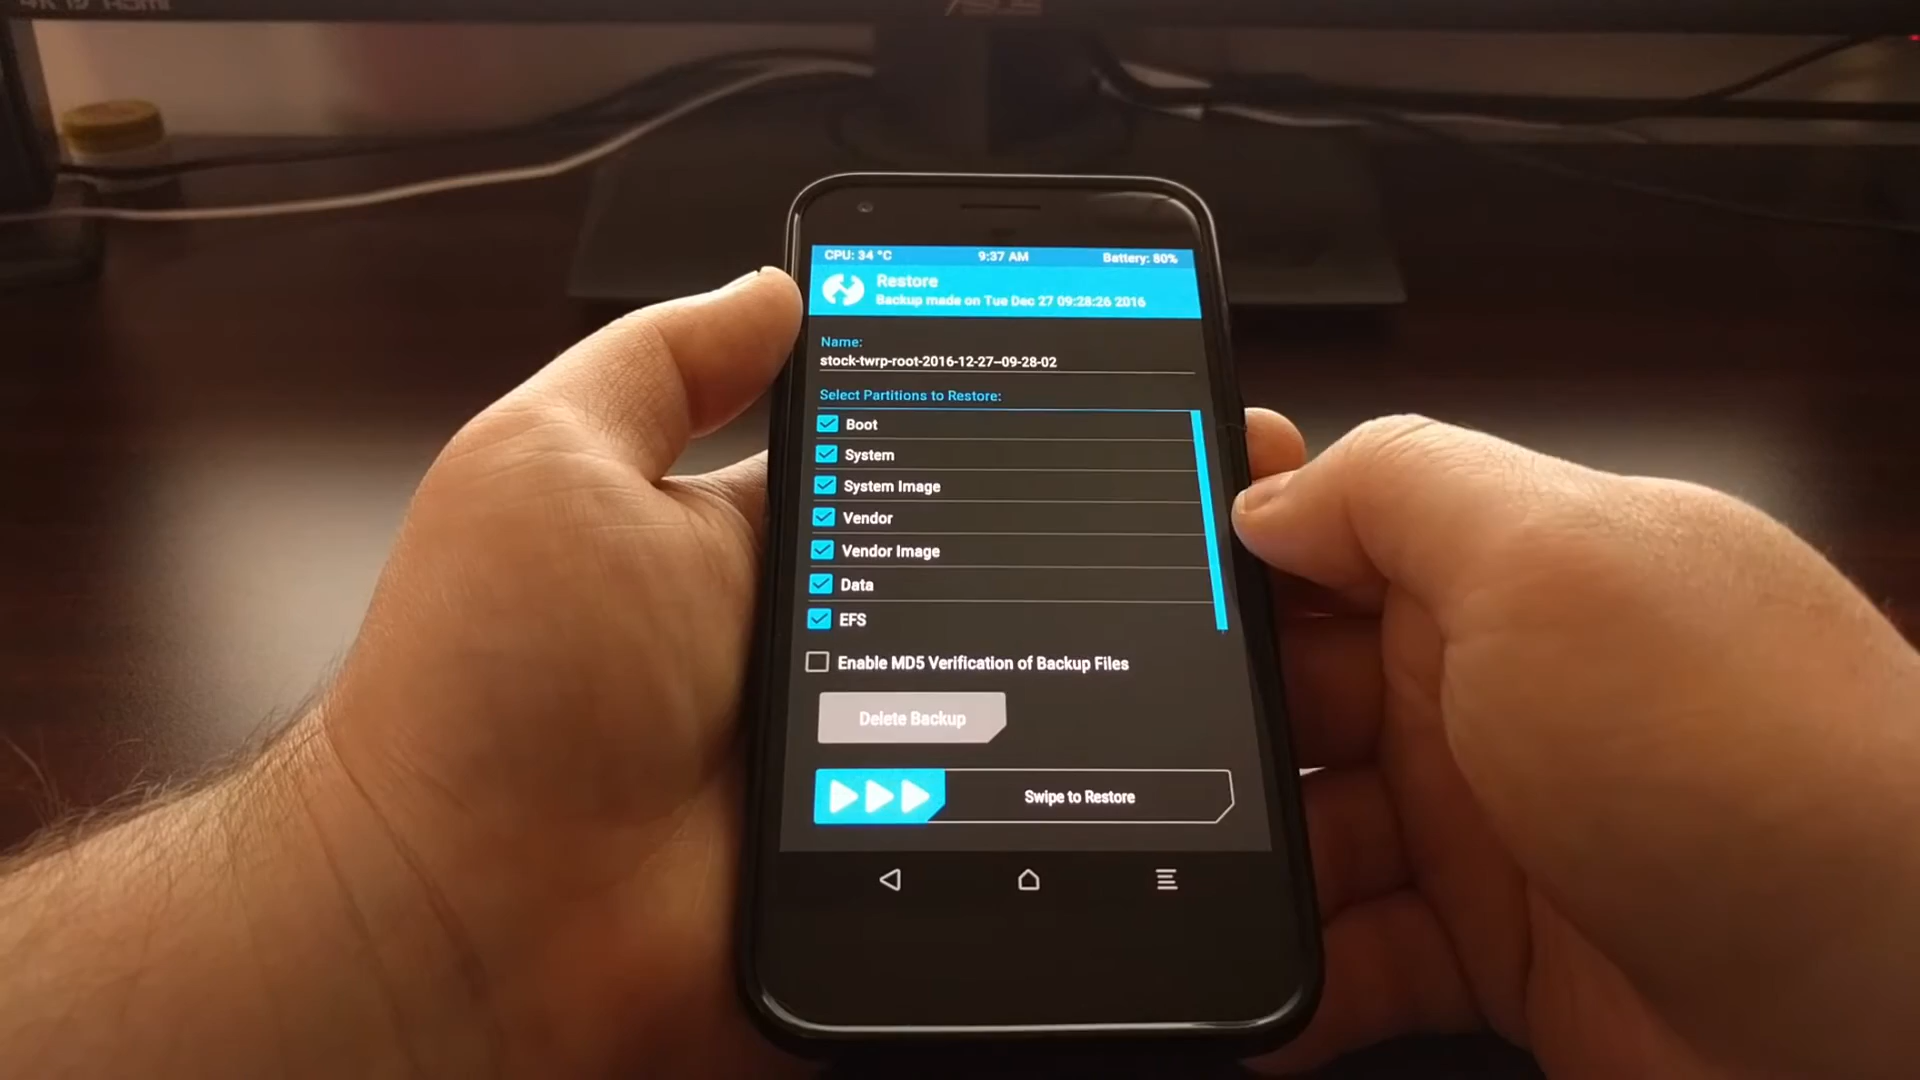 CPU: 34 °C 9:37 AM Battery: 80%
Restore
Backup made on Tue Dec 27 09:28:26 2016
Name:
stock-twrp-root-2016-12-27--09-28-02
Select Partitions to Restore:
Boot
System
System Image
Vendor
Vendor Image
Data
EFS
Enable MD5 Verification of Backup Files
Delete Backup
Swipe to Restore